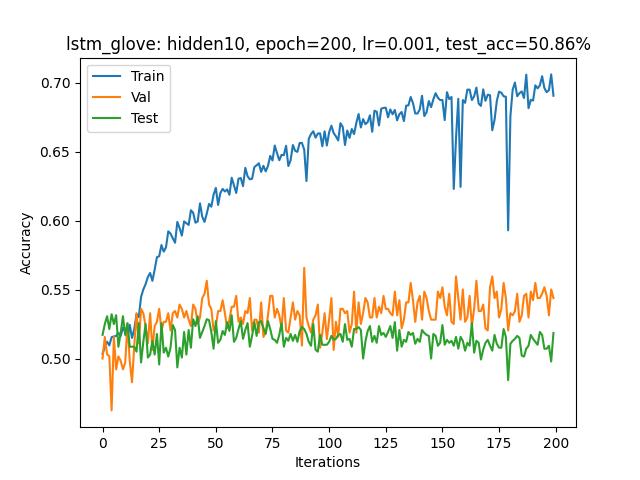 lstm_glove: hidden10, epoch=200, lr=0.001, test_acc=50.86%
Train
Val
Test
0.70
0.65
0.60
0.55
0.50
Accuracy
0 25 50 75 100 125 150 175 200
Iterations